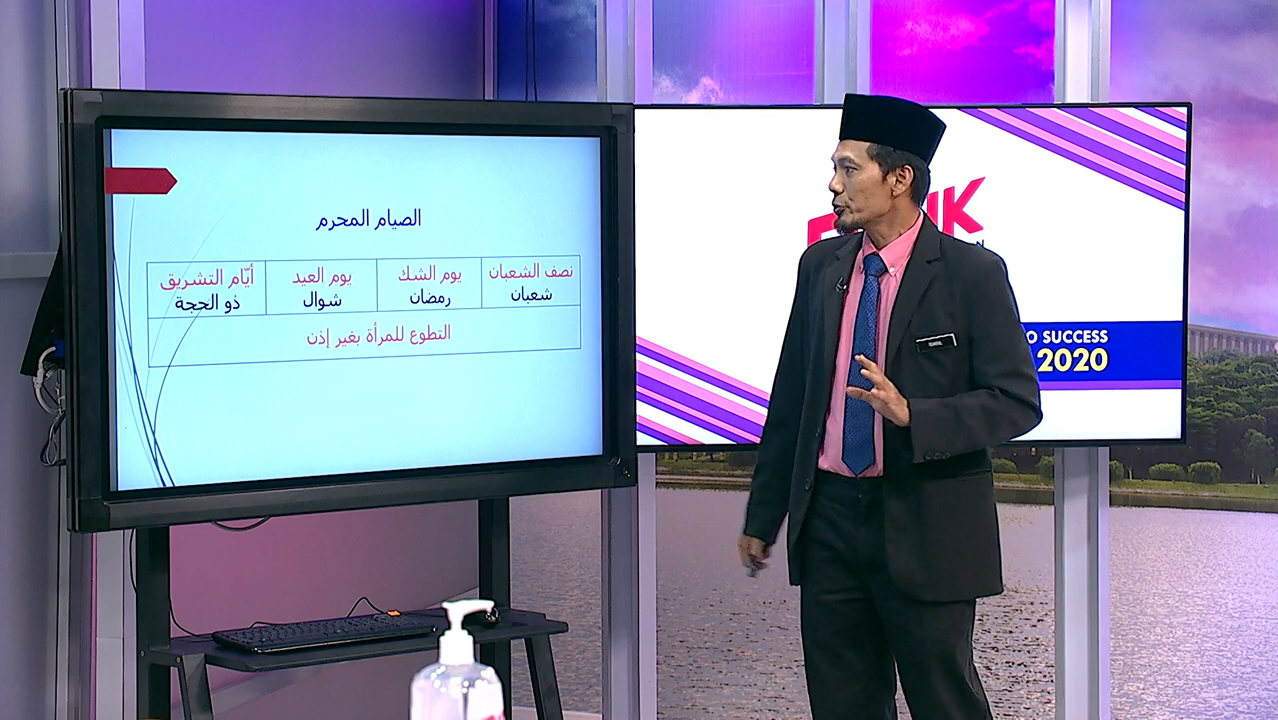 الصيام المحرم
نصف الشعبان
شعبان
يوم الشك
رمضان
يوم العيد
شوال
أيّام التشريق
ذو الحجة
التطوع للمرأة بغير إذن
O SUCCESS
2020